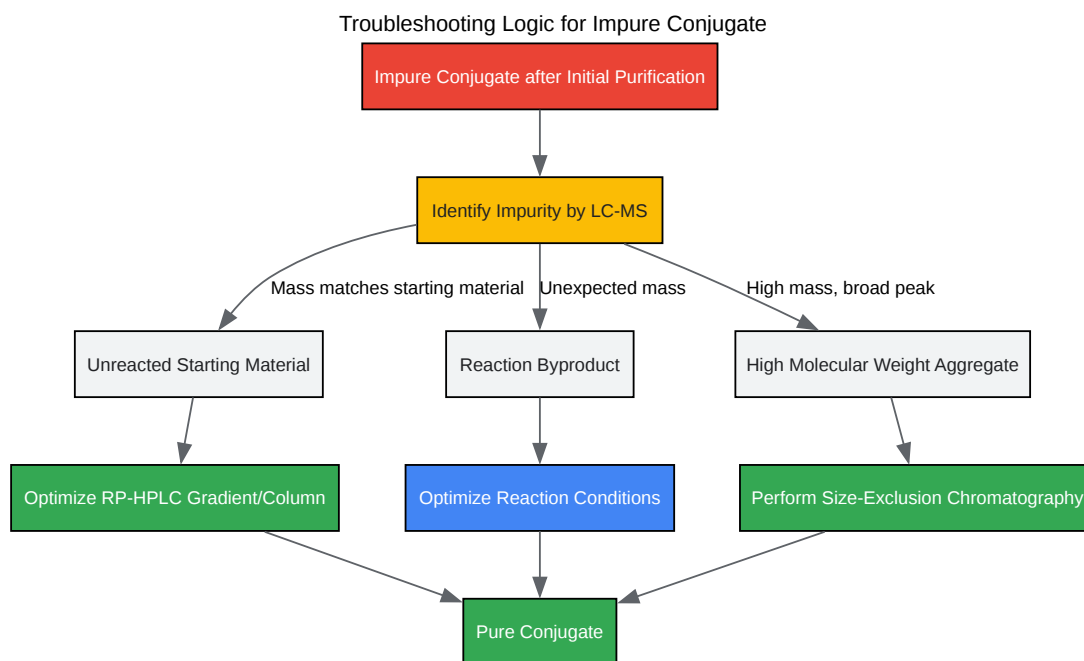 Troubleshooting Logic for Impure Conjugate
Impure Conjugate after Initial Purification
Identify Impurity by LC-MS
Mass matches starting material
Unexpected mass
High mass, broad peak
Unreacted Starting Material
Reaction Byproduct
High Molecular Weight Aggregate
Optimize RP-HPLC Gradient/Column
Optimize Reaction Conditions
Perform Size-Exclusion Chromatography
Pure Conjugate